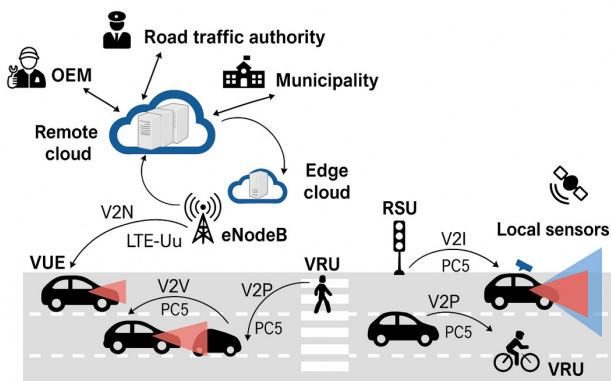 Road traffic authority
OEM
Municipality
Remote
cloud
Edge
cloud
V2N
eNodeB
LTE-Uu
RSU
V2I
PC5
Local sensors
VUE
V2V
PC5
V2P
PC5
VRU
V2P
PC5
VRU